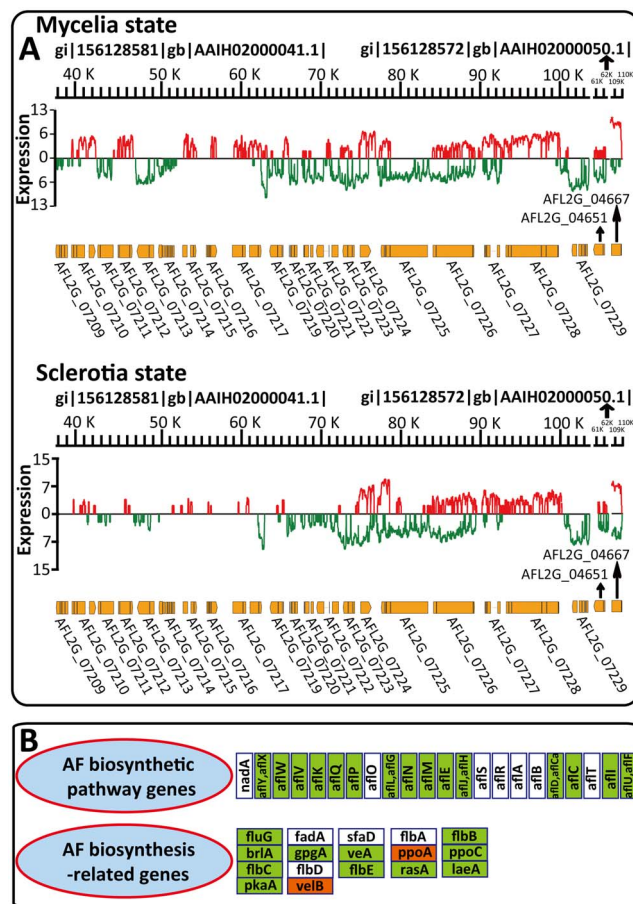 A
Mycelia state
gi|156128581|gb|AAIH02000041.1|
gi|156128572|gb|AAIH02000050.1|
40 K 50 K 60 K 70 K 80 K 90 K 100 K 61K 62K 109K 110K
Expression
13
6
0
6
13
AFL2G_04667
AFL2G_04651
AFL2G_07209
AFL2G_07210
AFL2G_07211
AFL2G_07212
AFL2G_07213
AFL2G_07214
AFL2G_07215
AFL2G_07216
AFL2G_07217
AFL2G_07219
AFL2G_07220
AFL2G_07221
AFL2G_07222
AFL2G_07223
AFL2G_07224
AFL2G_07225
AFL2G_07226
AFL2G_07227
AFL2G_07228
AFL2G_07229
Sclerotia state
gi|156128581|gb|AAIH02000041.1|
gi|156128572|gb|AAIH02000050.1|
40 K 50 K 60 K 70 K 80 K 90 K 100 K 61K 62K 109K 110K
Expression
15
7
0
7
15
AFL2G_04667
AFL2G_04651
AFL2G_07209
AFL2G_07210
AFL2G_07211
AFL2G_07212
AFL2G_07213
AFL2G_07214
AFL2G_07215
AFL2G_07216
AFL2G_07217
AFL2G_07219
AFL2G_07220
AFL2G_07221
AFL2G_07222
AFL2G_07223
AFL2G_07224
AFL2G_07225
AFL2G_07226
AFL2G_07227
AFL2G_07228
AFL2G_07229
B
AF biosynthetic
pathway genes
nadA
aflY,aflX
aflW
aflV
aflK
aflQ
aflP
aflO
aflL,aflG
aflN
aflM
aflE
aflJ,aflH
aflS
aflR
aflA
aflB
aflD,aflCa
aflC
aflT
aflI
aflU,aflF
AF biosynthesis
-related genes
fluG fadA sfaD flbA flbB
brlA gpgA veA ppoA ppoC
flbC flbD flbE rasA laeA
pkaA velB